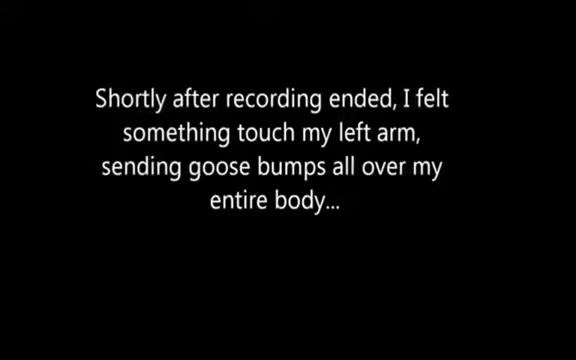 Shortly after recording ended, I felt
something touch my left arm,
sending goose bumps all over my
entire body...